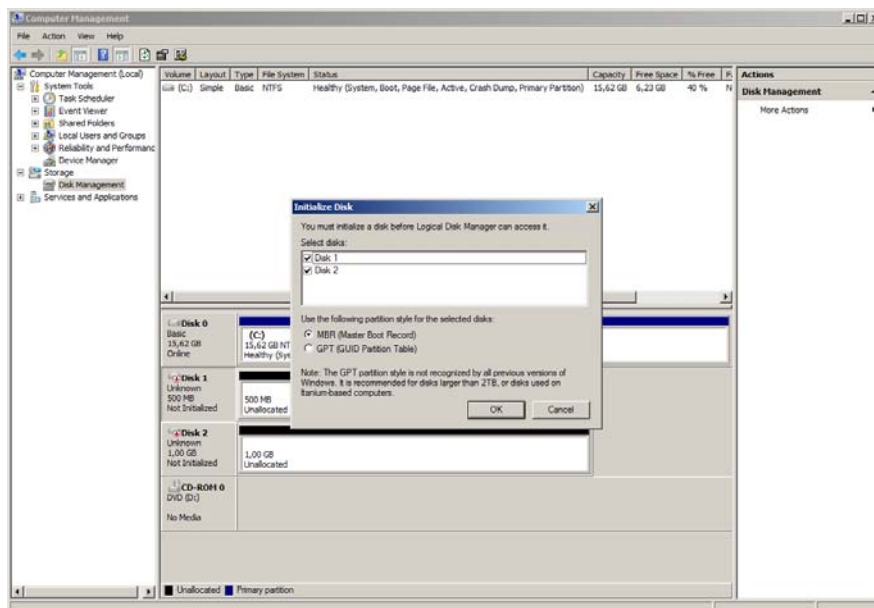 Computer Management
File Action View Help
Computer Management (Local)
System Tools
Task Scheduler
Event Viewer
Shared Folders
Local Users and Groups
Reliability and Performanc
Device Manager
Storage
Disk Management
Services and Applications
Volume Layout Type File System Status Capacity Free Space % Free F
(C:) Simple Basic NTFS Healthy (System, Boot, Page File, Active, Crash Dump, Primary Partition) 15,62 GB 6,23 GB 40 % N
Actions
Disk Management
More Actions
Initialize Disk
You must initialize a disk before Logical Disk Manager can access it.
Select disks:
Disk 1
Disk 2
Use the following partition style for the selected disks:
MBR (Master Boot Record)
GPT (GUID Partition Table)
Note: The GPT partition style is not recognized by all previous versions of
Windows. It is recommended for disks larger than 2TB, or disks used on
Itanium-based computers.
OK Cancel
Disk 0
Basic
15,62 GB
Online
(C:)
15,62 GB NT
Healthy (Sys
Disk 1
Unknown
500 MB
Not Initialized
500 MB
Unallocated
Disk 2
Unknown
1,00 GB
Not Initialized
1,00 GB
Unallocated
CD-ROM 0
DVD (D:)
No Media
Unallocated Primary partition